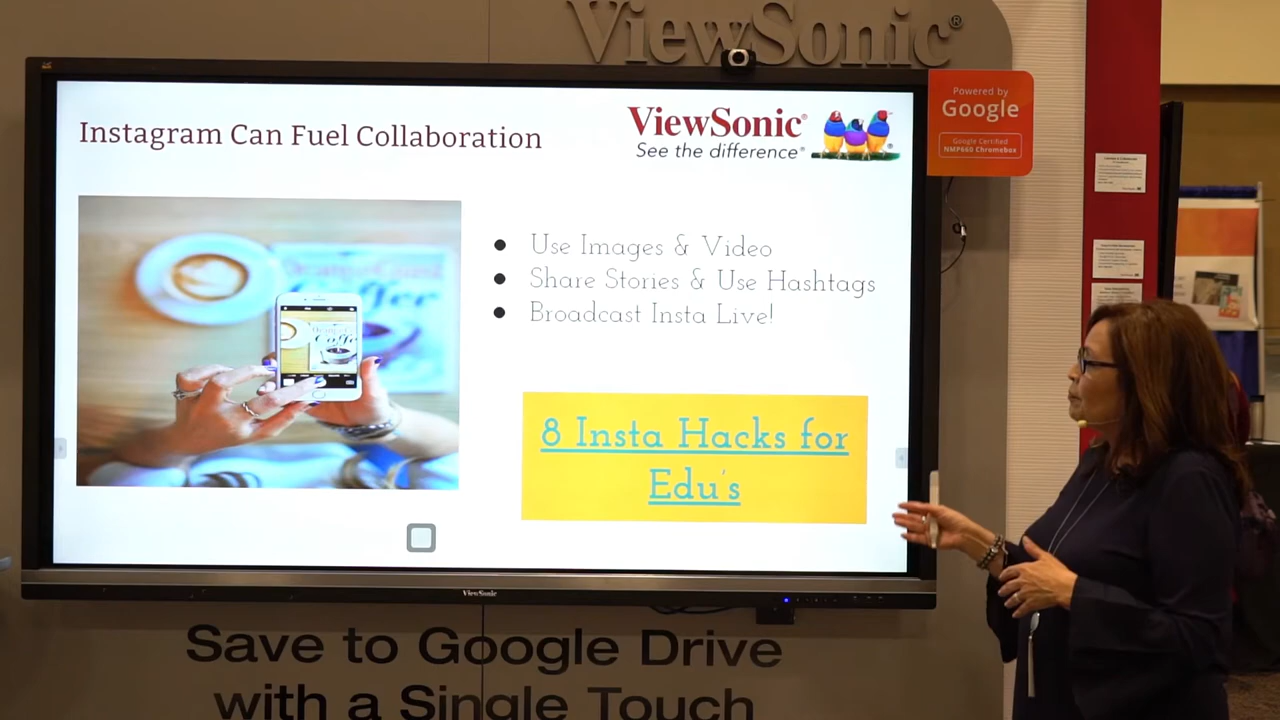 ViewSonic®
Powered by
Google
Google Certified
NMP660 Chromebox
Instagram Can Fuel Collaboration
ViewSonic®
See the difference®
● Use Images & Video
● Share Stories & Use Hashtags
● Broadcast Insta Live!
Coffee
8 Insta Hacks for
Edu's
ViewSonic
Save to Google Drive
with a Single Touch